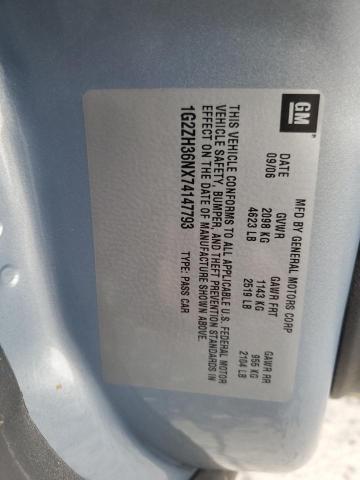 GM
MFD BY GENERAL MOTORS CORP
DATE GVWR GAWR FRT GAWR RR
09/06 2098 KG 1143 KG 955 KG
4623 LB 2519 LB 2104 LB
THIS VEHICLE CONFORMS TO ALL APPLICABLE U.S. FEDERAL MOTOR
VEHICLE SAFETY, BUMPER, AND THEFT PREVENTION STANDARDS IN
EFFECT ON THE DATE OF MANUFACTURE SHOWN ABOVE.
1G2ZH36NX74147793 TYPE: PASS CAR